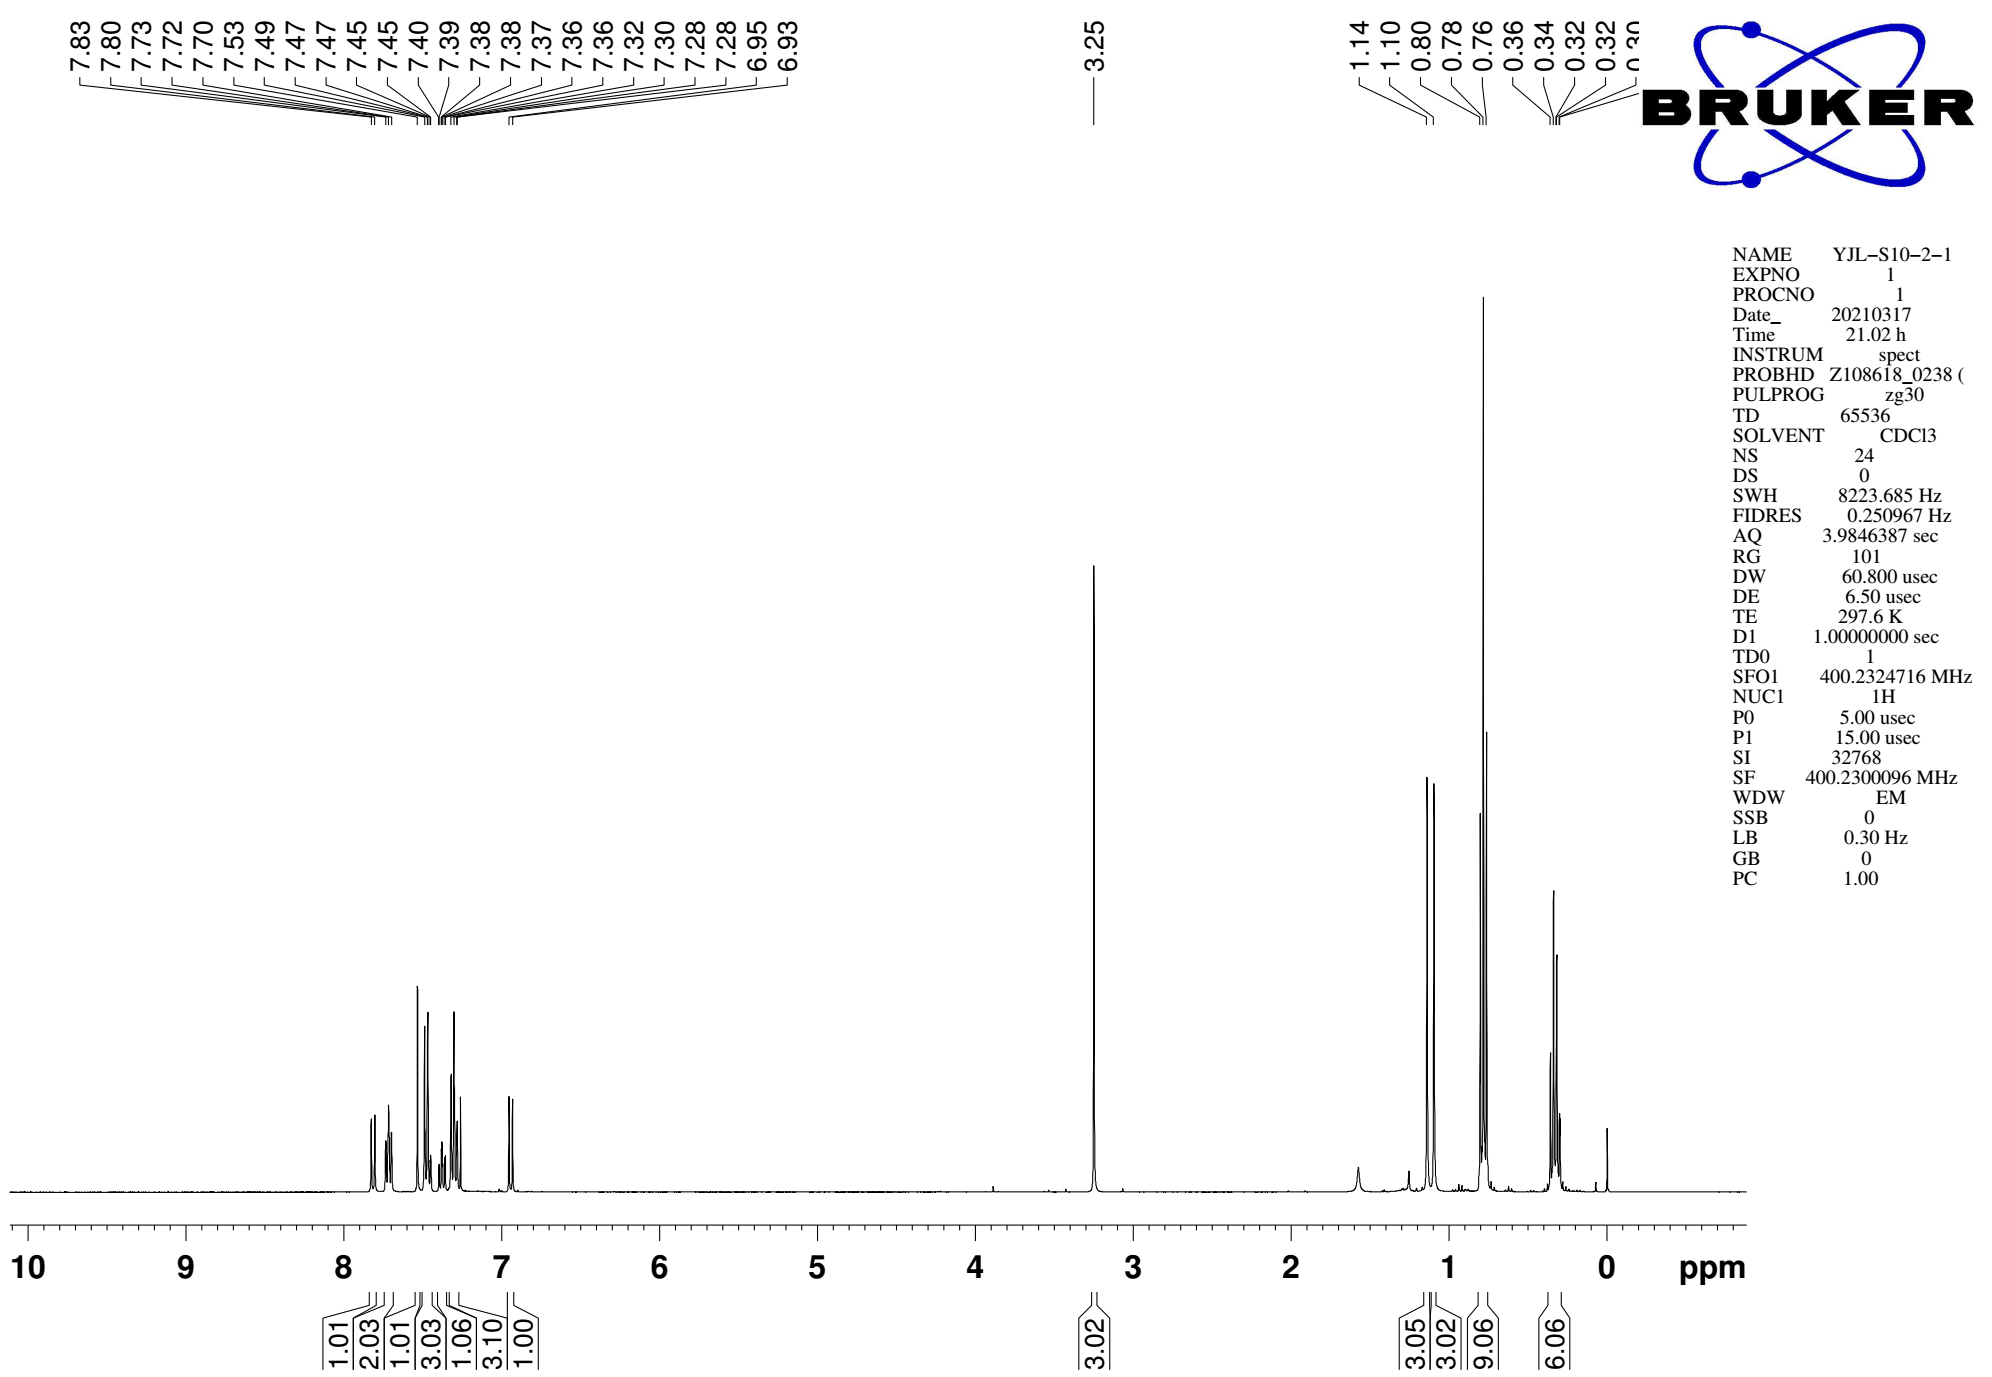 7.83 7.80 7.73 7.72 7.70 7.53 7.49 7.47 7.47 7.45 7.45 7.40 7.39 7.38 7.38 7.37 7.36 7.36 7.32 7.30 7.28 7.28 6.95 6.93 3.25 1.14 1.10 0.80 0.78 0.76 0.36 0.34 0.32 0.32 0.30
BRUKER
NAME YJL-S10-2-1
EXPNO 1
PROCNO 1
Date_ 20210317
Time 21.02 h
INSTRUM spect
PROBHD Z108618_0238 (
PULPROG zg30
TD 65536
SOLVENT CDCl3
NS 24
DS 0
SWH 8223.685 Hz
FIDRES 0.250967 Hz
AQ 3.9846387 sec
RG 101
DW 60.800 usec
DE 6.50 usec
TE 297.6 K
D1 1.00000000 sec
TD0 1
SFO1 400.2324716 MHz
NUC1 1H
P0 5.00 usec
P1 15.00 usec
SI 32768
SF 400.2300096 MHz
WDW EM
SSB 0
LB 0.30 Hz
GB 0
PC 1.00
10 9 8 7 6 5 4 3 2 1 0 ppm
1.01 2.03 1.01 3.03 1.06 3.10 1.00 3.02 3.05 3.02 9.06 6.06